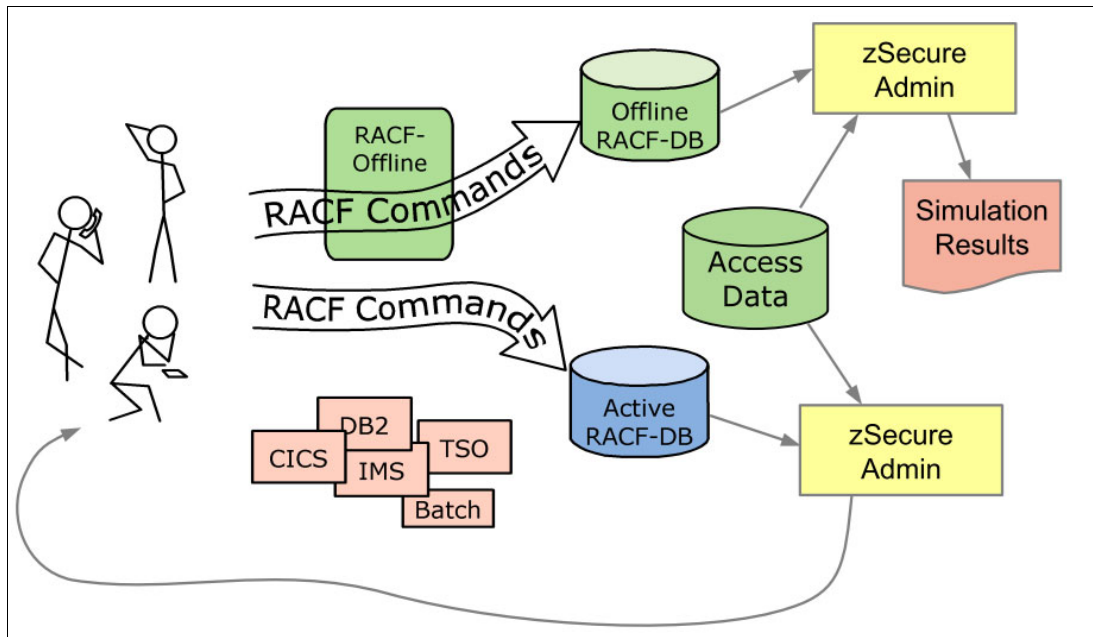 zSecure
Admin
Offline
RACF-DB
RACF-
Offline
RACF Commands
Simulation
Results
Access
Data
RACF Commands
Active
RACF-DB
zSecure
Admin
DB2
TSO
CICS
IMS
Batch